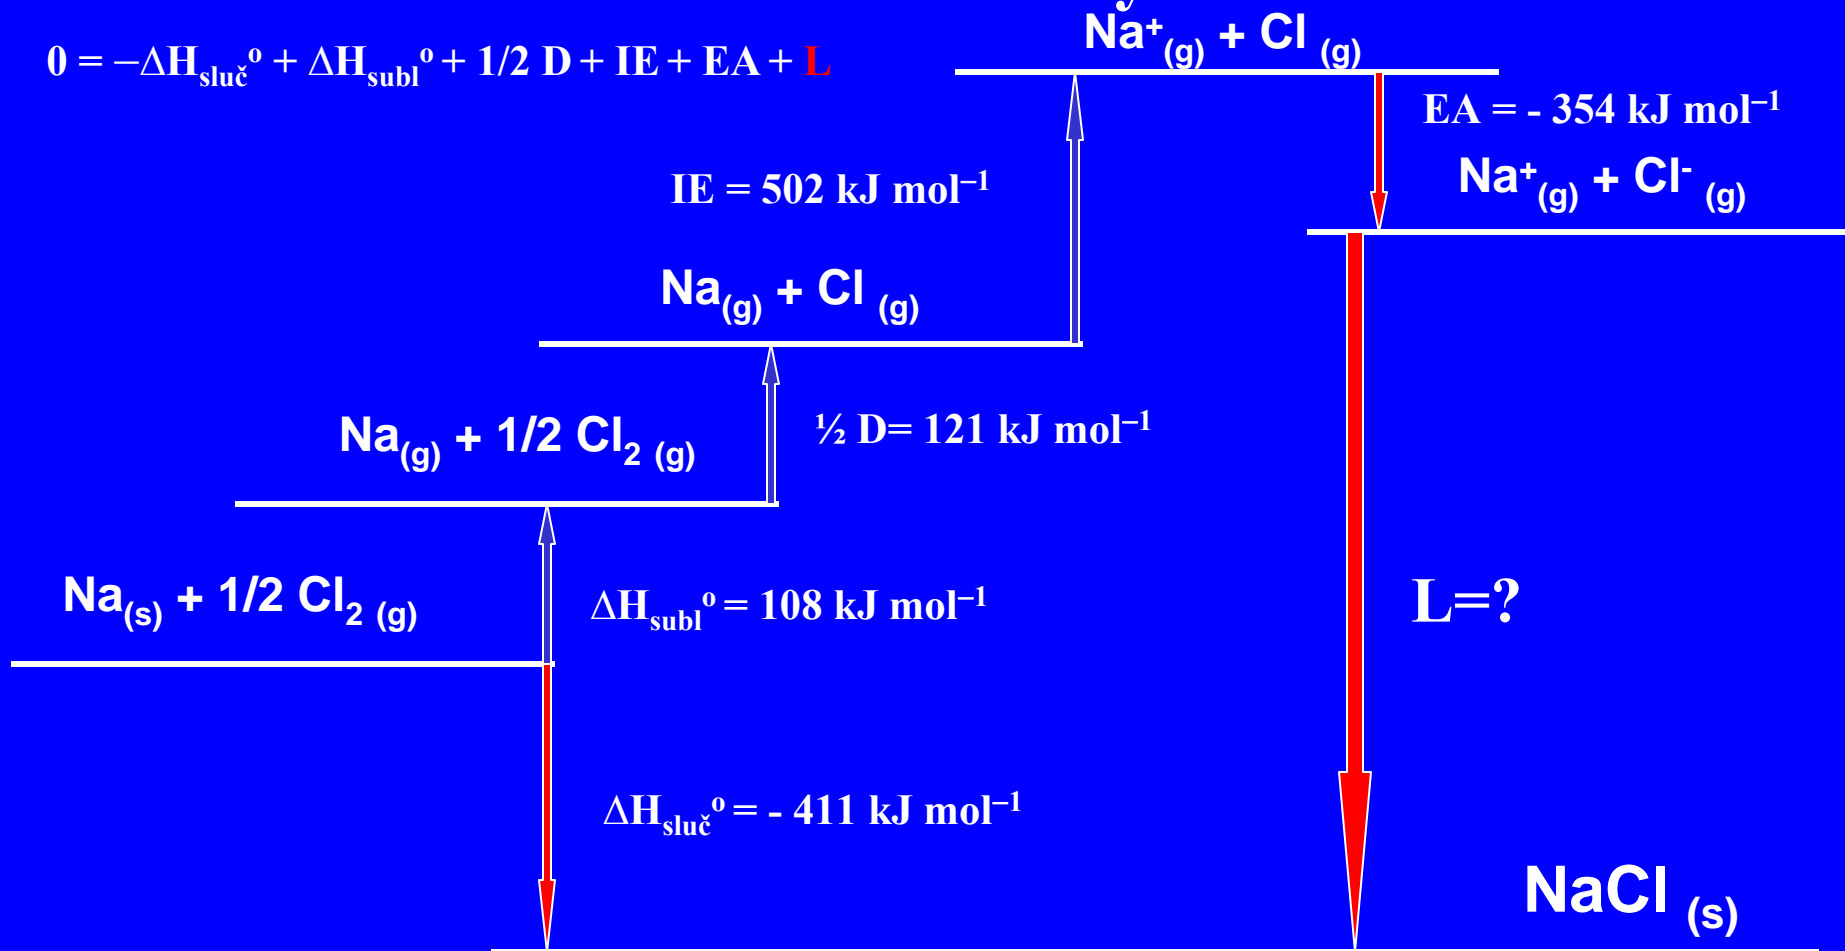 Na⁺(g) + Cl (g)
0 = −ΔHslučº + ΔHsublº + 1/2 D + IE + EA + L
EA = - 354 kJ mol⁻¹
Na⁺(g) + Cl⁻ (g)
IE = 502 kJ mol⁻¹
Na(g) + Cl (g)
Na(g) + 1/2 Cl₂ (g)
½ D= 121 kJ mol⁻¹
Na(s) + 1/2 Cl₂ (g)
ΔHsublº = 108 kJ mol⁻¹
L=?
ΔHslučº = - 411 kJ mol⁻¹
NaCl (s)